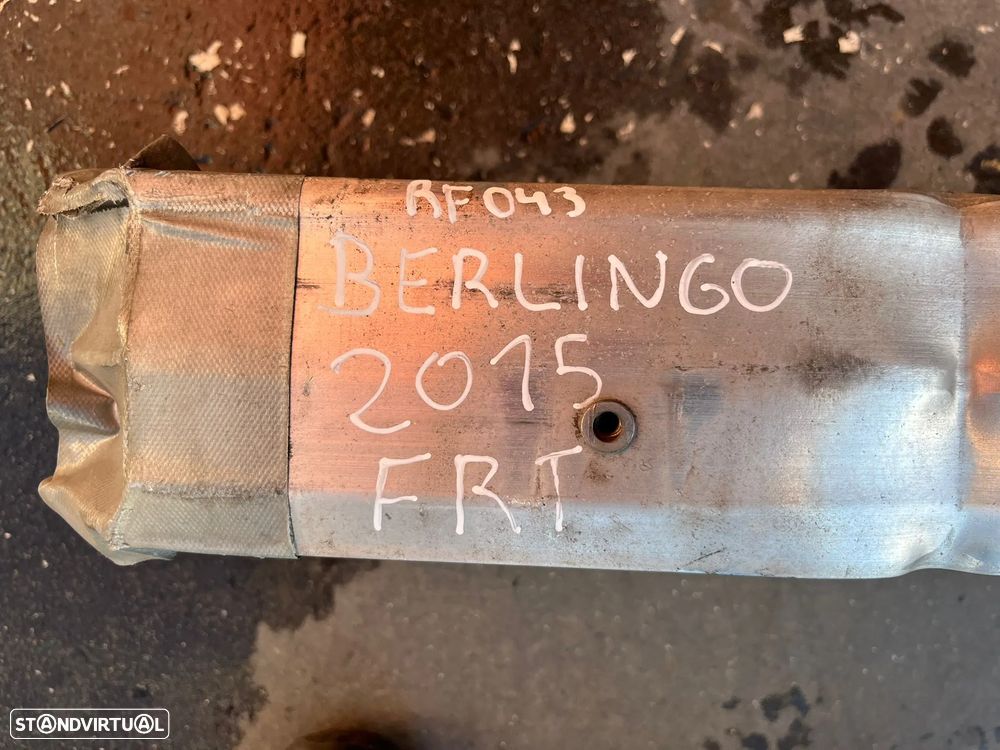 RF043
BERLINGO
2015
FRT
STANDVIRTUAL